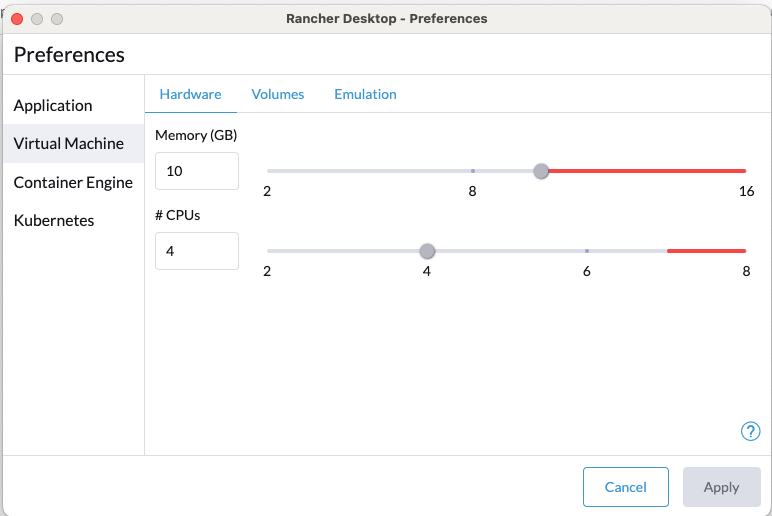 Rancher Desktop - Preferences
Preferences
Application
Virtual Machine
Container Engine
Kubernetes
Hardware Volumes Emulation
Memory (GB)
10
2 8 16
# CPUs
4
2 4 6 8
?
Cancel Apply